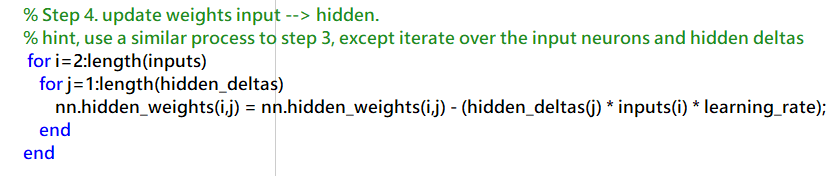 % Step 4. update weights input --> hidden.
% hint, use a similar process to step 3, except iterate over the input neurons and hidden deltas
for i=2:length(inputs)
for j=1:length(hidden_deltas)
nn.hidden_weights(i,j) = nn.hidden_weights(i,j) - (hidden_deltas(j) * inputs(i) * learning_rate);
end
end